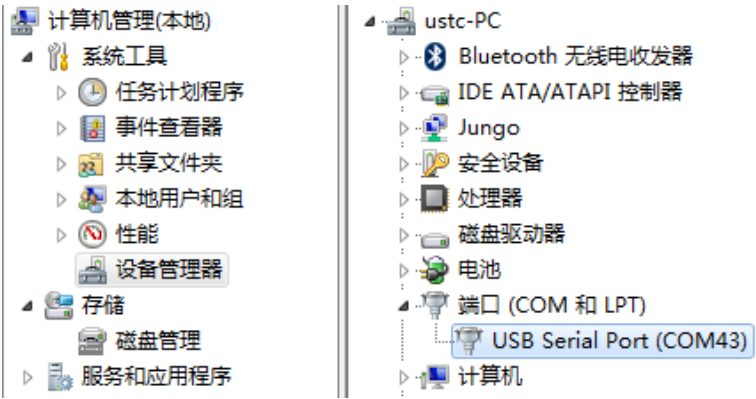 计算机管理(本地)
系统工具
任务计划程序
事件查看器
共享文件夹
本地用户和组
性能
设备管理器
存储
磁盘管理
服务和应用程序
ustc-PC
Bluetooth 无线电收发器
IDE ATA/ATAPI 控制器
Jungo
安全设备
处理器
磁盘驱动器
电池
端口 (COM 和 LPT)
USB Serial Port (COM43)
计算机